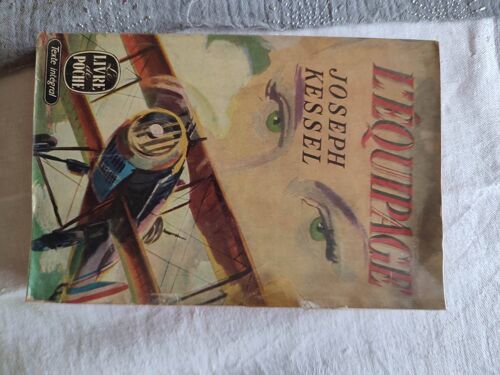 L'ÉQUIPAGE
JOSEPH
KESSEL
Le
LIVRE
de
POCHE
Texte intégral